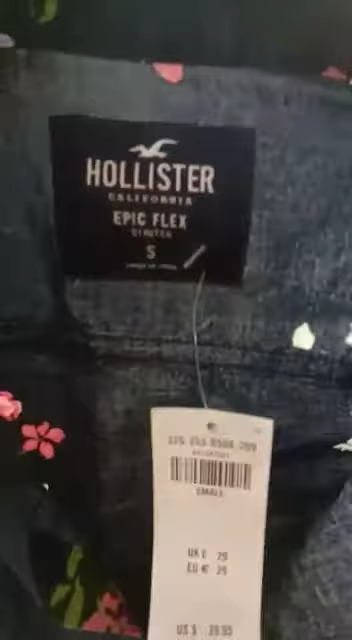 HOLLISTER
CALIFORNIA
EPIC FLEX
STRETCH
S
SMALL
UK £ 29
EU € 29
US $ 39.95